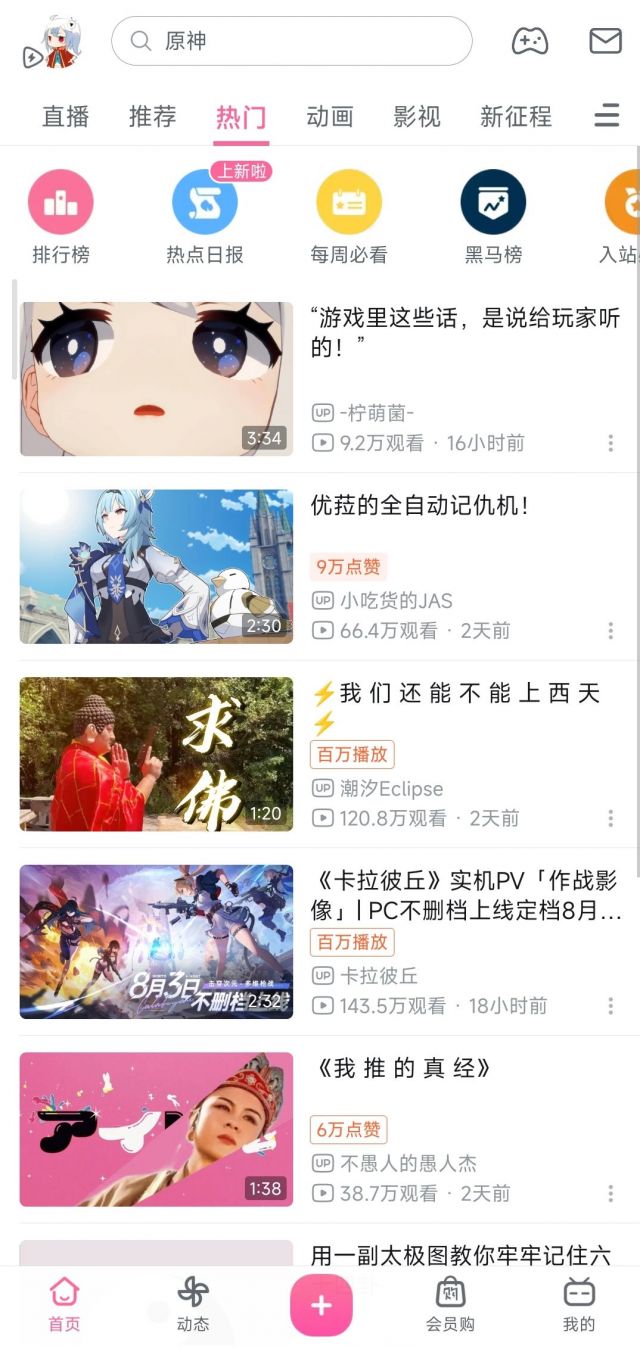 原神
直播 推荐 热门 动画 影视 新征程
上新啦
排行榜 热点日报 每周必看 黑马榜 入站
“游戏里这些话，是说给玩家听
的！”
3:34
UP -柠萌菌-
9.2万观看 · 16小时前
优菈的全自动记仇机！
9万点赞
2:30
UP 小吃货的JAS
66.4万观看 · 2天前
⚡我 们 还 能 不 能 上 西 天
⚡
求
佛
1:20
百万播放
UP 潮汐Eclipse
120.8万观看 · 2天前
《卡拉彼丘》实机PV「作战影
像」| PC不删档上线定档8月...
百万播放
8月3日
击穿次元·多维枪战
不删档
2:32
UP 卡拉彼丘
143.5万观看 · 18小时前
《我 推 的 真 经》
6万点赞
アイ
1:38
UP 不愚人的愚人杰
38.7万观看 · 2天前
用一副太极图教你牢牢记住六
首页 动态 会员购 我的
购